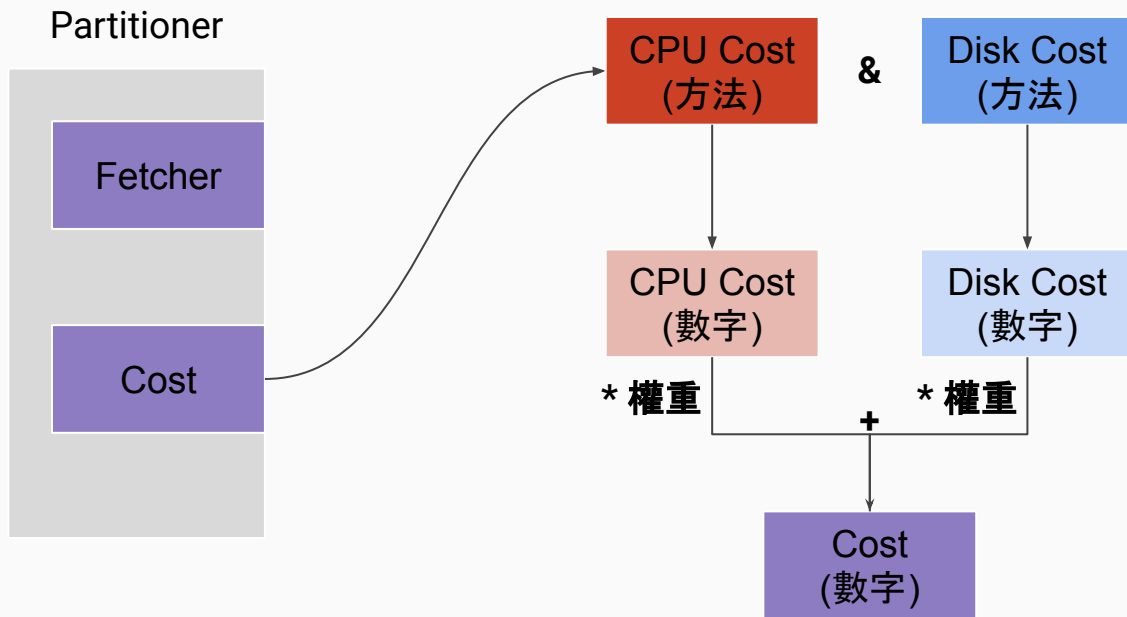 Partitioner
Fetcher
Cost
CPU Cost
(方法)
&
Disk Cost
(方法)
CPU Cost
(數字)
Disk Cost
(數字)
* 權重
* 權重
+
Cost
(數字)